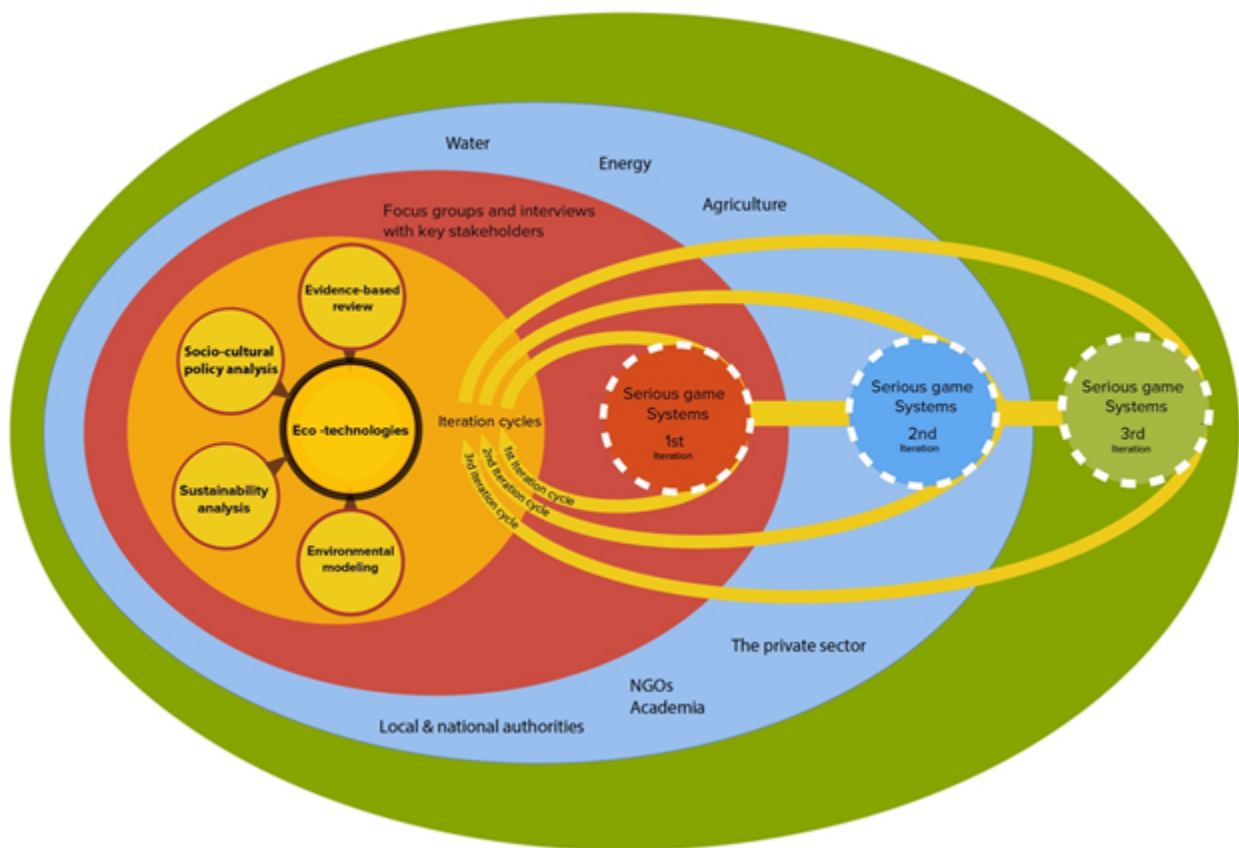 Water
Energy
Agriculture
Focus groups and interviews
with key stakeholders
Evidence-based
review
Socio-cultural
policy analysis
Eco -technologies
Sustainability
analysis
Environmental
modeling
Iteration cycles
1st Iteration cycle
2nd Iteration cycle
3rd Iteration cycle
Serious game
Systems
1st
Iteration
Serious game
Systems
2nd
Iteration
Serious game
Systems
3rd
Iteration
The private sector
NGOs
Academia
Local & national authorities